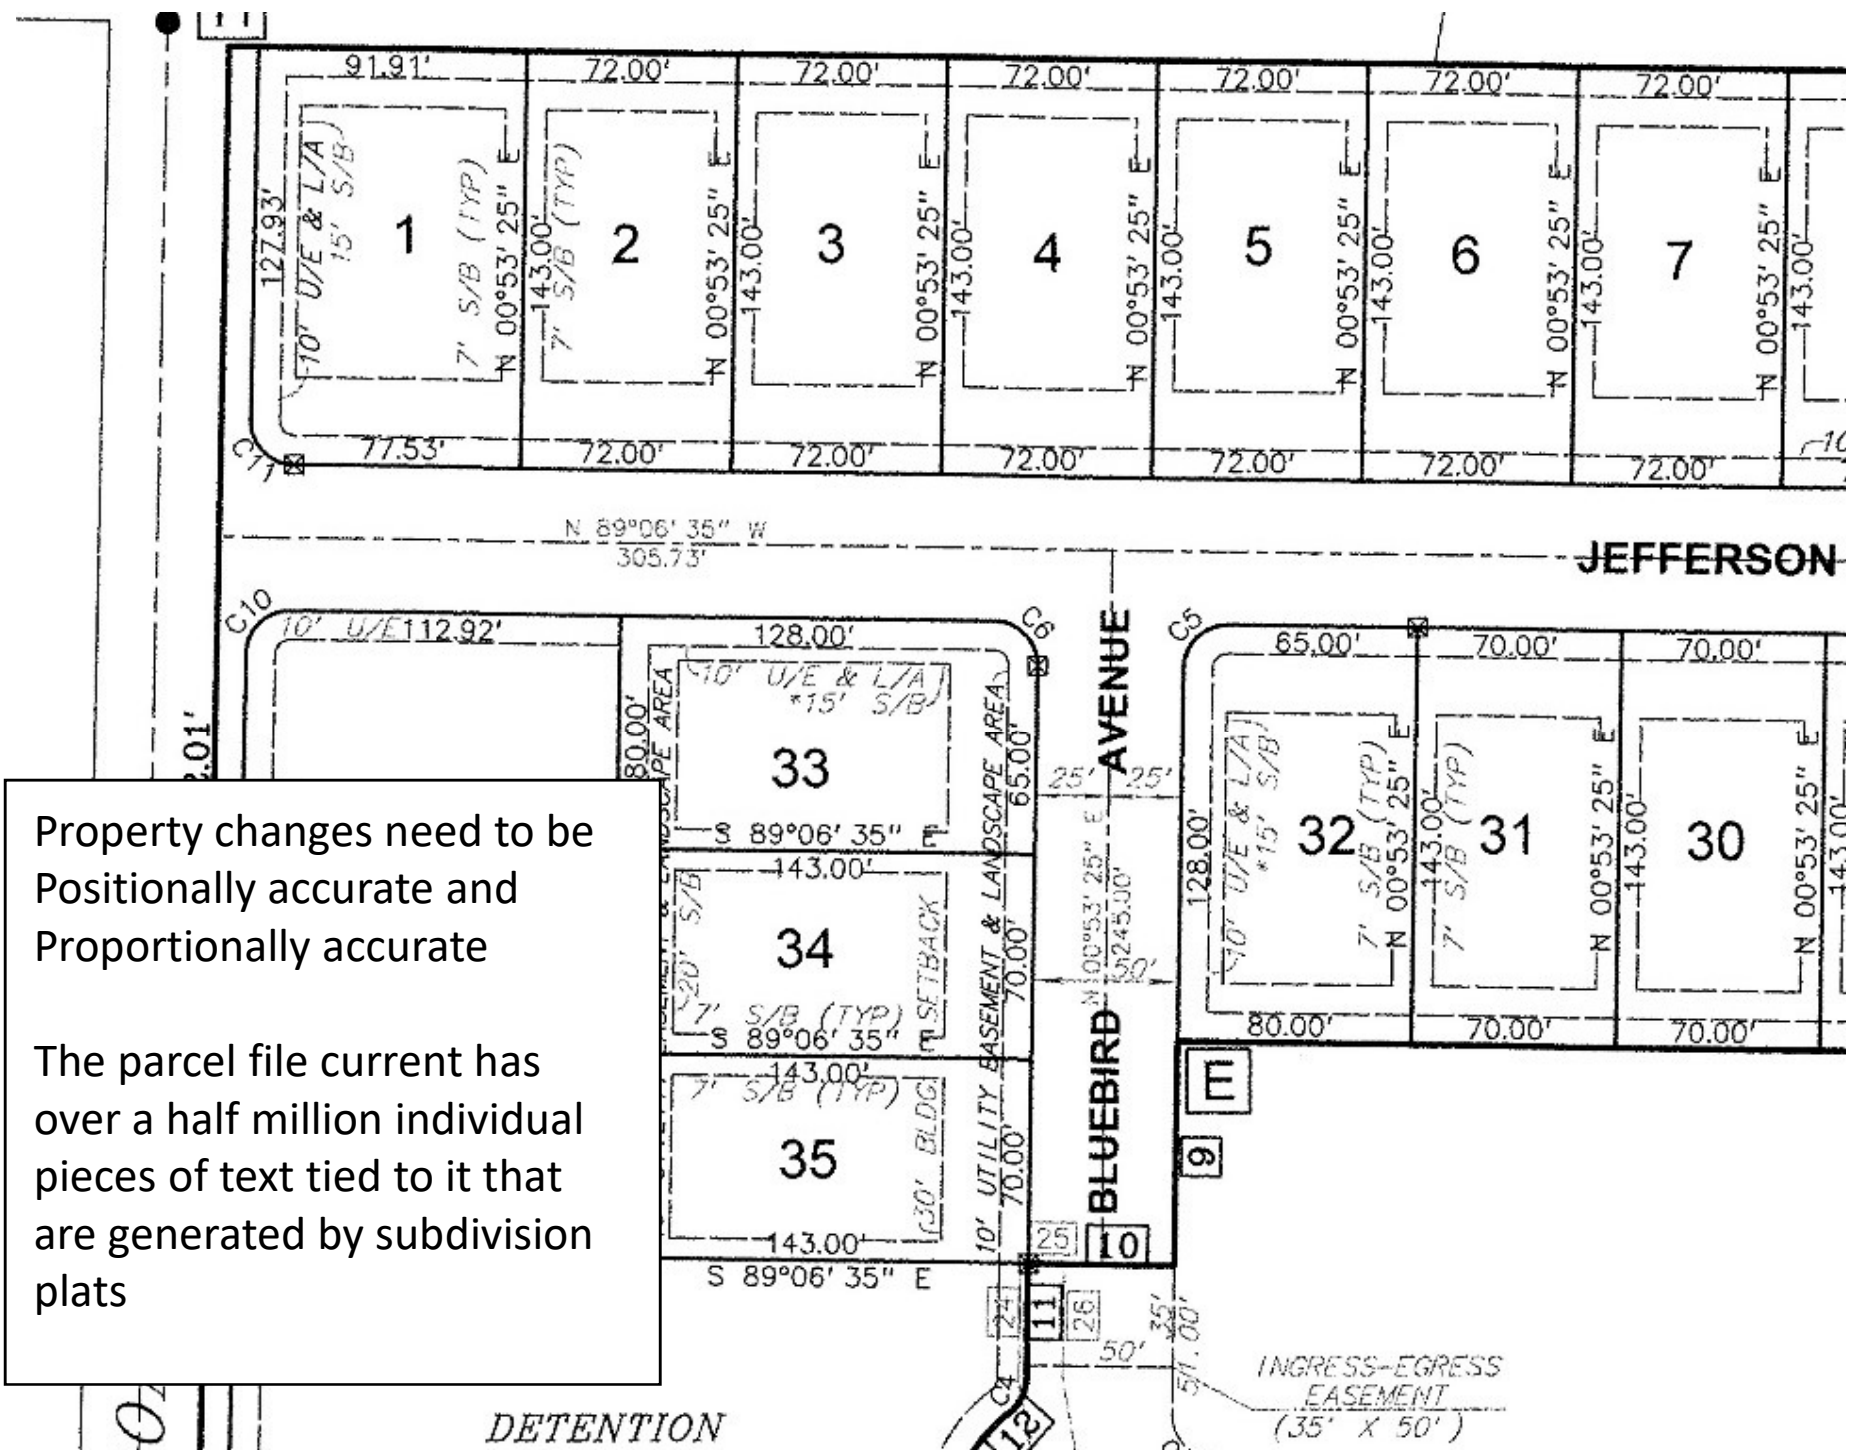 11
91.91' 72.00' 72.00' 72.00' 72.00' 72.00' 72.00'
127.93'
10' U/E & L/A
15' S/B
1
7' S/B (TYP)
N 00°53' 25" E
143.00'
7' S/B (TYP)
2
N 00°53' 25" E
143.00'
3
N 00°53' 25" E
143.00'
4
N 00°53' 25" E
143.00'
5
N 00°53' 25" E
143.00'
6
N 00°53' 25" E
143.00'
7
N 00°53' 25" E
143.00'
C11
77.53' 72.00' 72.00' 72.00' 72.00' 72.00' 72.00'
N 89°06' 35" W
305.73'
JEFFERSON
C10
10' U/E 112.92'
128.00'
C6
AVENUE
C5
65.00' 70.00' 70.00'
80.00'
10' U/E & L/A
*15' S/B
33
65.00'
S 89°06' 35" E
143.00'
20' S/B
34
7' S/B (TYP)
S 89°06' 35" E
SETBACK
70.00'
143.00'
7' S/B (TYP)
35
(30' BLDG
70.00'
143.00'
S 89°06' 35" E
10' UTILITY EASEMENT & LANDSCAPE AREA
25' 25'
N 00°53' 25" E
245.00'
50'
BLUEBIRD
128.00'
10' U/E & L/A
*15' S/B
32
7' S/B (TYP)
N 00°53' 25" E
143.00'
7' S/B (TYP)
31
N 00°53' 25" E
143.00'
30
N 00°53' 25" E
143.00'
80.00' 70.00' 70.00'
E
9
25 10
24 11 26
35'
51.00'
50'
C4
12
INGRESS-EGRESS
EASEMENT
(35' X 50')
DETENTION
Property changes need to be
Positionally accurate and
Proportionally accurate
The parcel file current has
over a half million individual
pieces of text tied to it that
are generated by subdivision
plats